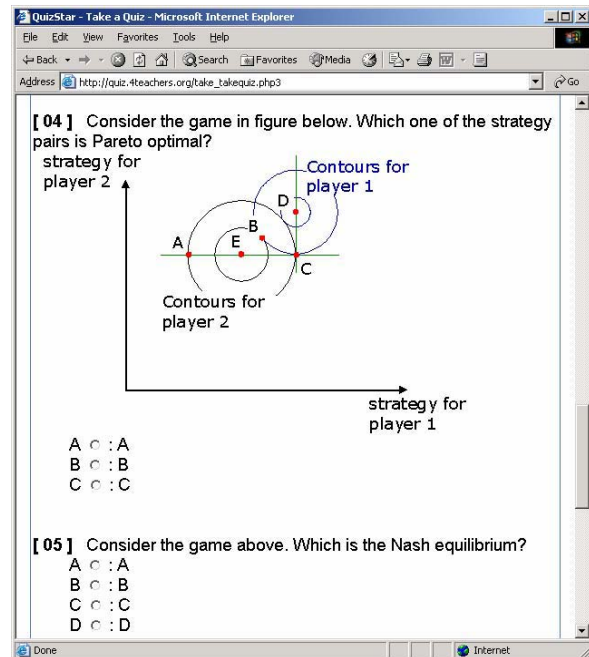 QuizStar - Take a Quiz - Microsoft Internet Explorer
File Edit View Favorites Tools Help
Back Search Favorites Media
Address http://quiz.4teachers.org/take_takequiz.php3 Go
[ 04 ] Consider the game in figure below. Which one of the strategy
pairs is Pareto optimal?
strategy for
player 2
Contours for
player 1
D
B
A
E
C
Contours for
player 2
strategy for
player 1
A : A
B : B
C : C
[ 05 ] Consider the game above. Which is the Nash equilibrium?
A : A
B : B
C : C
D : D
Done Internet